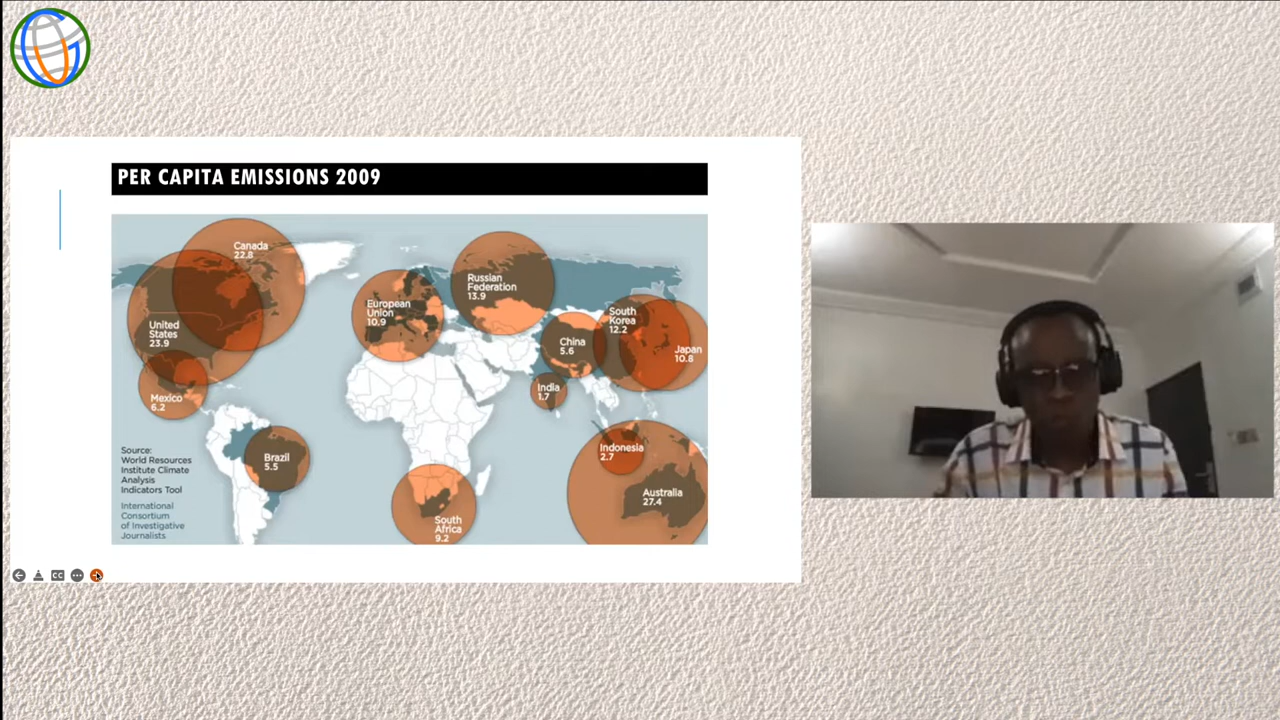 PER CAPITA EMISSIONS 2009
Canada
22.8
United
States
23.9
Mexico
6.2
Brazil
5.5
European
Union
10.9
Russian
Federation
13.9
South
Korea
12.2
China
5.6
Japan
10.8
India
1.7
Indonesia
2.7
Australia
27.4
South
Africa
9.2
Source:
World Resources
Institute Climate
Analysis
Indicators Tool
International
Consortium
of Investigative
Journalists
CC